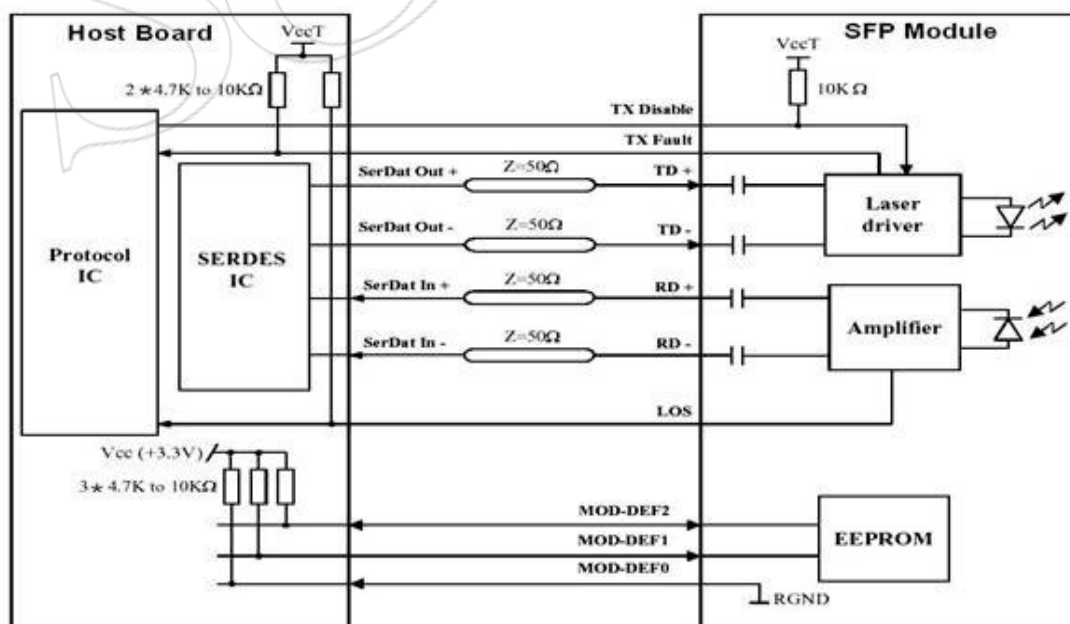 Host Board
SFP Module
VccT
VccT
2*4.7K to 10KΩ
10KΩ
TX Disable
TX Fault
SerDat Out +
Z=50Ω
TD +
SerDat Out -
Z=50Ω
TD -
Laser
driver
Protocol
IC
SERDES
IC
SerDat In +
Z=50Ω
RD +
SerDat In -
Z=50Ω
RD -
Amplifier
LOS
Vcc (+3.3V)
3*4.7K to 10KΩ
MOD-DEF2
MOD-DEF1
MOD-DEF0
EEPROM
RGND